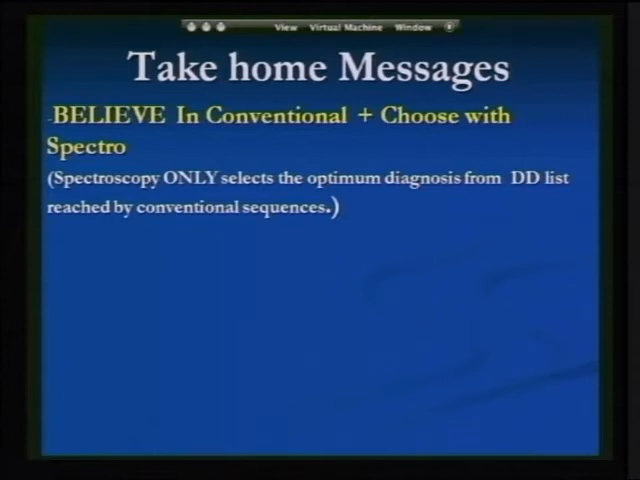 View Virtual Machine Window
Take home Messages
-BELIEVE In Conventional + Choose with
Spectro
(Spectroscopy ONLY selects the optimum diagnosis from DD list
reached by conventional sequences.)